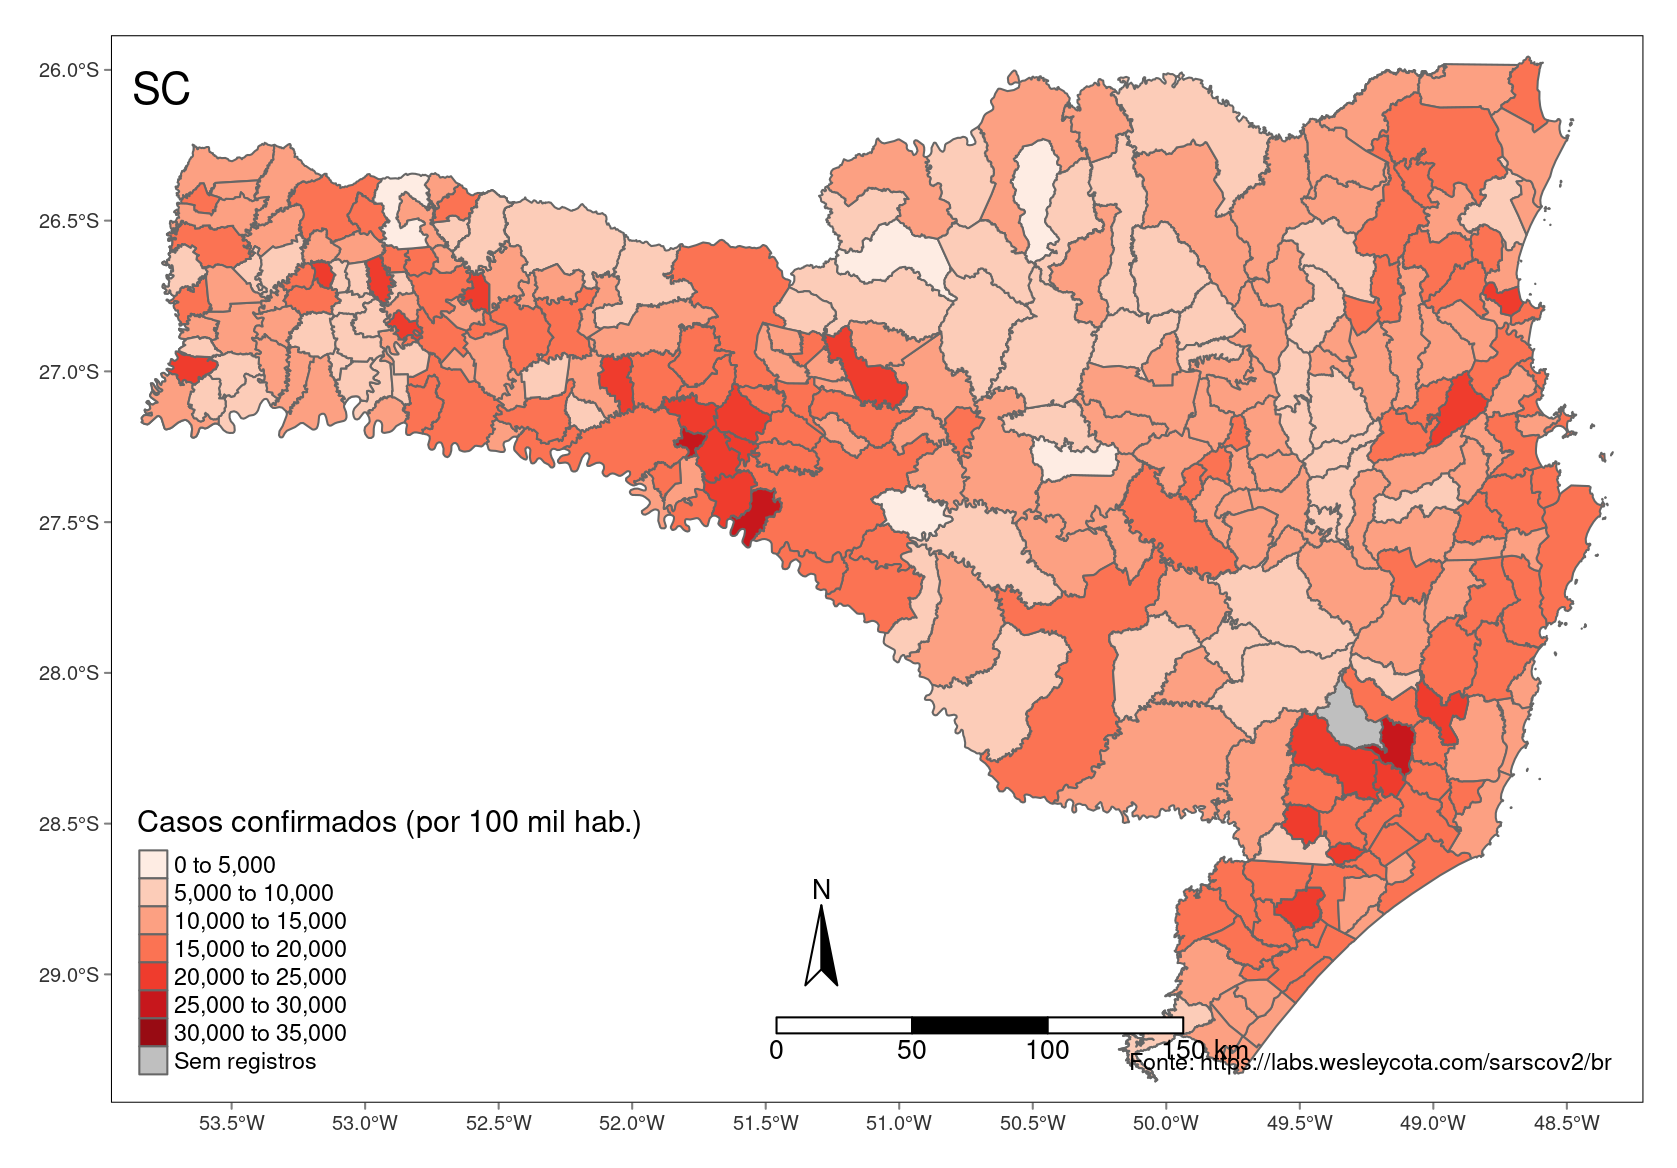 SC
26.0°S
26.5°S
27.0°S
27.5°S
28.0°S
28.5°S
29.0°S
Casos confirmados (por 100 mil hab.)
0 to 5,000
5,000 to 10,000
10,000 to 15,000
15,000 to 20,000
20,000 to 25,000
25,000 to 30,000
30,000 to 35,000
Sem registros
N
0 50 100 150 km
Fonte: https://labs.wesleycota.com/sarscov2/br
53.5°W 53.0°W 52.5°W 52.0°W 51.5°W 51.0°W 50.5°W 50.0°W 49.5°W 49.0°W 48.5°W